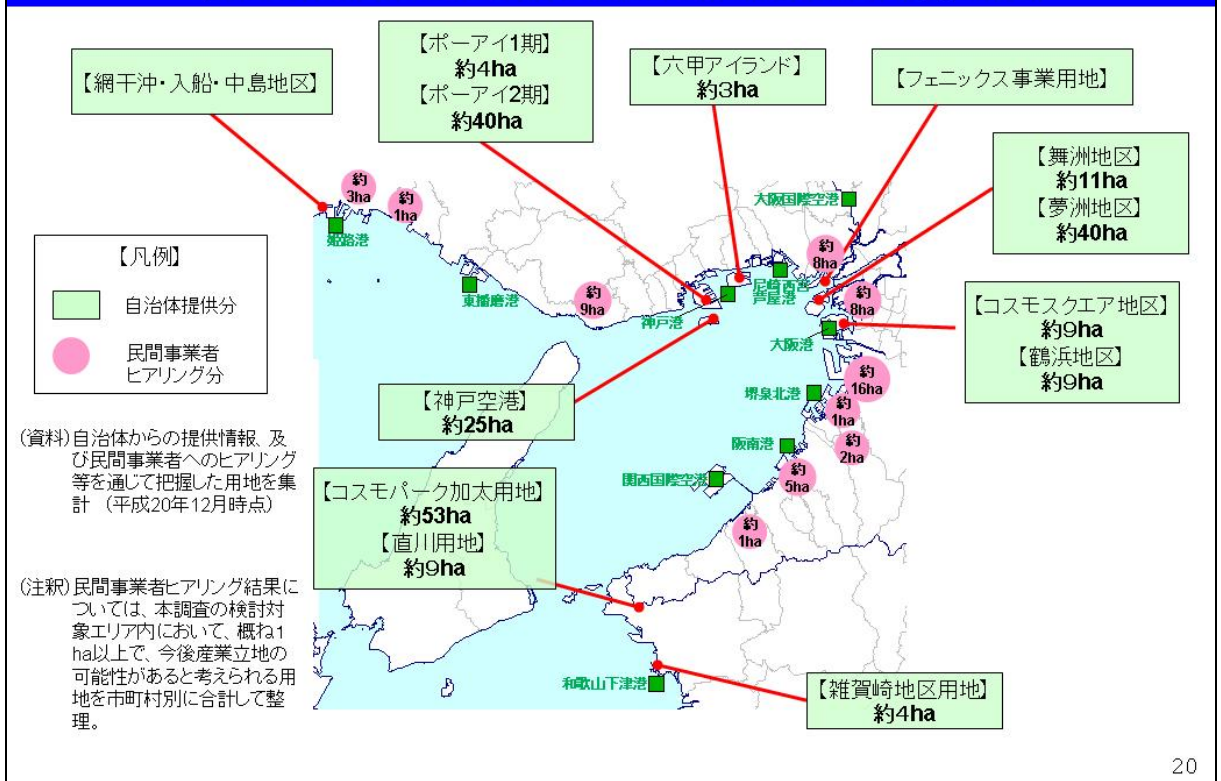 【網干沖・入船・中島地区】
【ポーアイ1期】
約4ha
【ポーアイ2期】
約40ha
【六甲アイランド】
約3ha
【フェニックス事業用地】
【舞洲地区】
約11ha
【夢洲地区】
約40ha
【コスモスクエア地区】
約9ha
【鶴浜地区】
約9ha
【凡例】
自治体提供分
民間事業者
ヒアリング分
約
3ha
約
1ha
姫路港
東播磨港
約
9ha
神戸港
大阪国際空港
約
8ha
尼崎西宮
芦屋港
約
8ha
大阪港
約
16ha
堺泉北港
約
1ha
約
2ha
阪南港
約
5ha
関西国際空港
約
1ha
【神戸空港】
約25ha
【コスモパーク加太用地】
約53ha
【直川用地】
約9ha
和歌山下津港
【雑賀崎地区用地】
約4ha
(資料)自治体からの提供情報、及
び民間事業者へのヒアリング
等を通じて把握した用地を集
計 (平成20年12月時点)
(注釈)民間事業者ヒアリング結果に
ついては、本調査の検討対
象エリア内において、概ね1
ha以上で、今後産業立地の
可能性があると考えられる用
地を市町村別に合計して整
理。
20